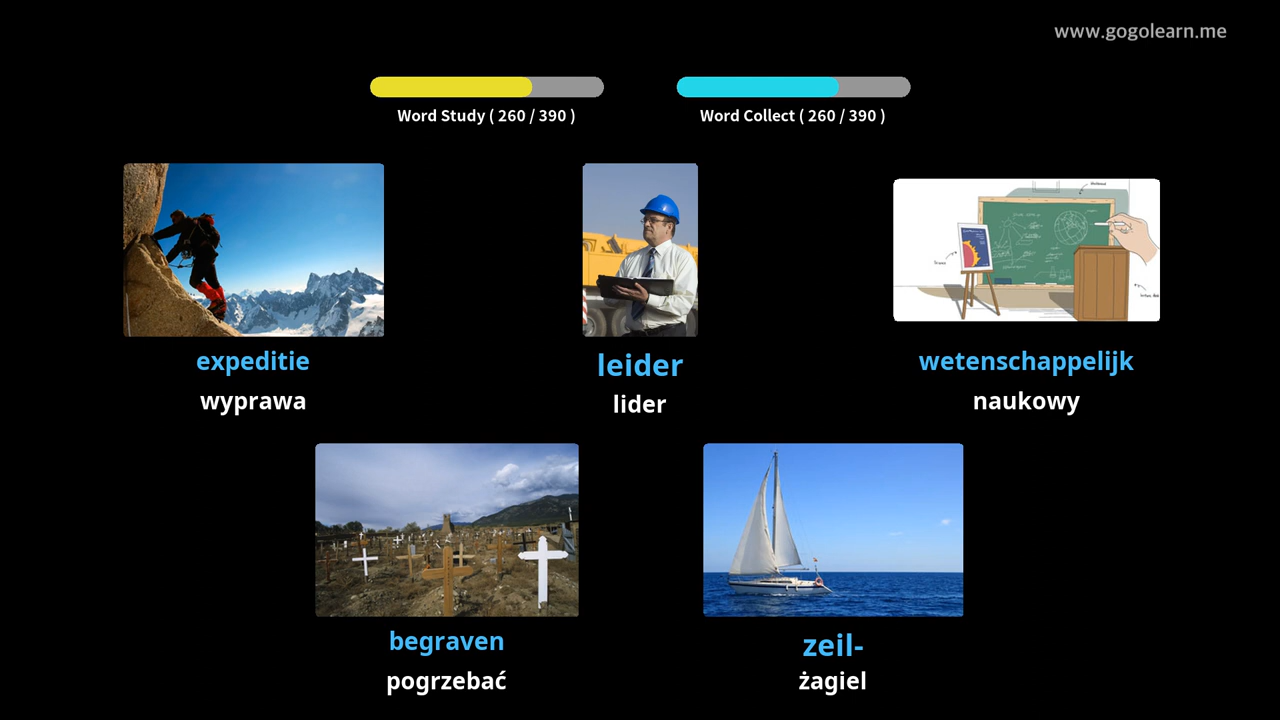 www.gogolearn.me
Word Study ( 260 / 390 )
Word Collect ( 260 / 390 )
expeditie
wyprawa
leider
lider
wetenschappelijk
naukowy
begraven
pogrzebać
zeil-
żagiel